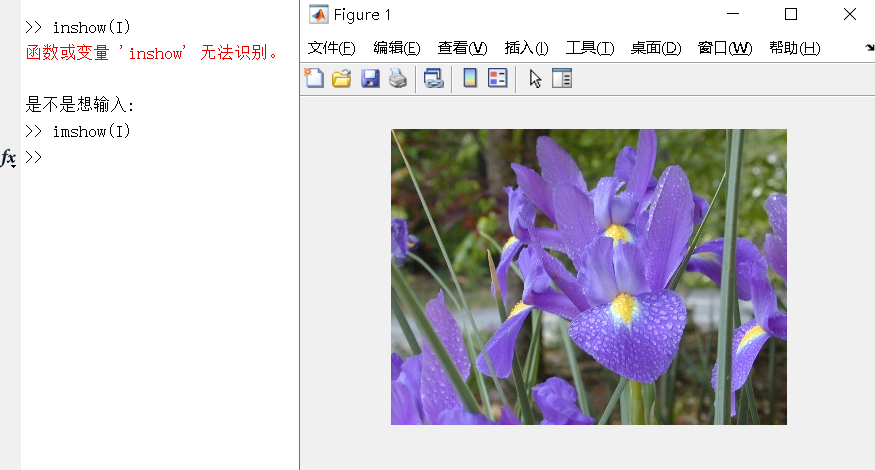 >> inshow(I)
函数或变量 'inshow' 无法识别。
是不是想输入:
>> imshow(I)
fx >>
Figure 1
文件(F) 编辑(E) 查看(V) 插入(I) 工具(T) 桌面(D) 窗口(W) 帮助(H)